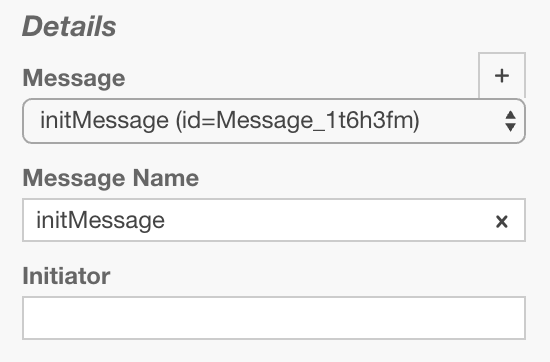 Details
Message
+
initMessage (id=Message_1t6h3fm)
Message Name
initMessage x
Initiator